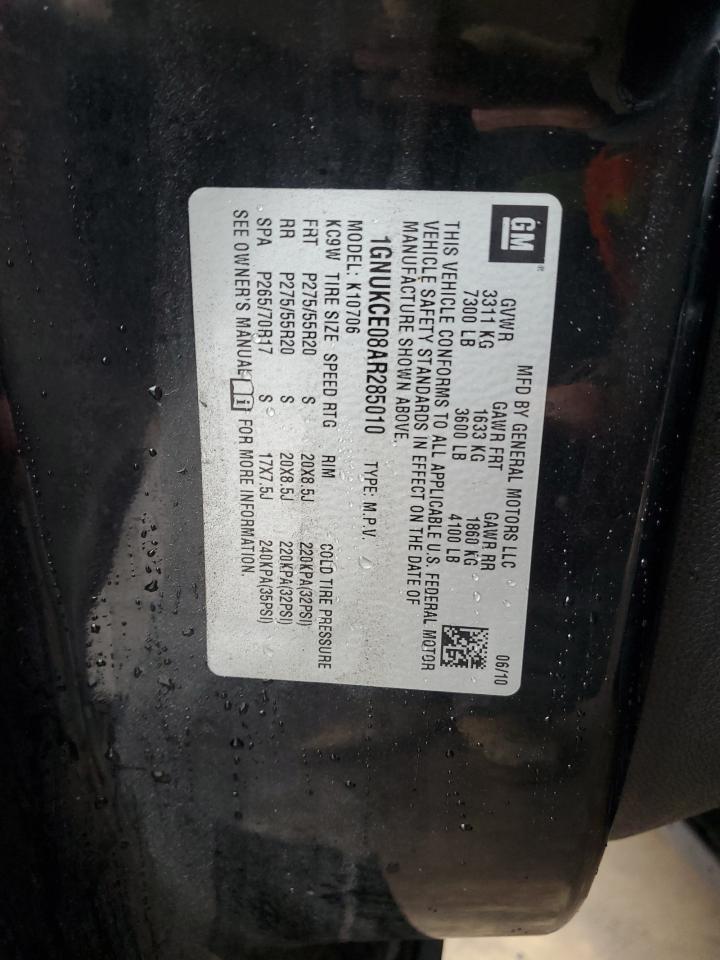 GM
®
MFD BY GENERAL MOTORS LLC
06/10
GVWR GAWR FRT GAWR RR
3311 KG 1633 KG 1860 KG
7300 LB 3600 LB 4100 LB
THIS VEHICLE CONFORMS TO ALL APPLICABLE U.S. FEDERAL MOTOR
VEHICLE SAFETY STANDARDS IN EFFECT ON THE DATE OF
MANUFACTURE SHOWN ABOVE.
1GNUKCE08AR285010 TYPE: M.P.V.
MODEL: K10706
KC9W TIRE SIZE SPEED RTG RIM COLD TIRE PRESSURE
FRT P275/55R20 S 20X8.5J 220KPA(32PSI)
RR P275/55R20 S 20X8.5J 220KPA(32PSI)
SPA P265/70R17 S 17X7.5J 240KPA(35PSI)
SEE OWNER'S MANUAL i FOR MORE INFORMATION.